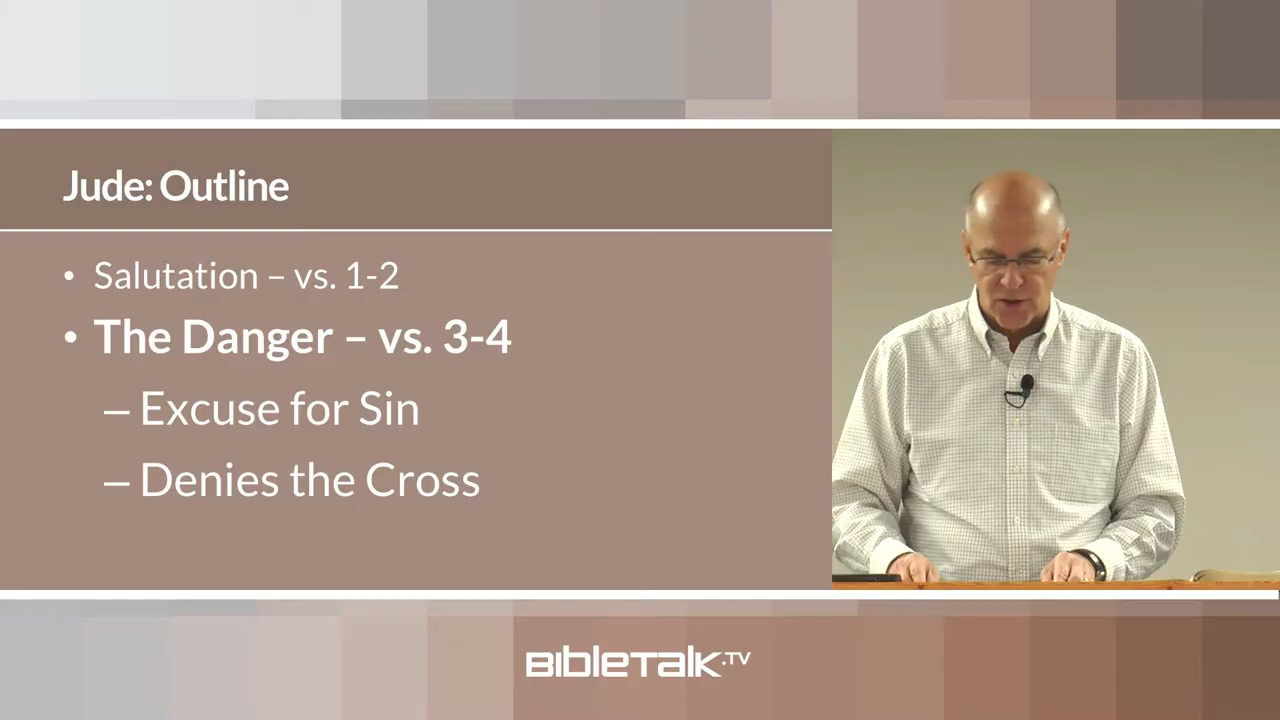 Jude: Outline
• Salutation – vs. 1-2
• The Danger – vs. 3-4
– Excuse for Sin
– Denies the Cross
BIBLETALK.TV